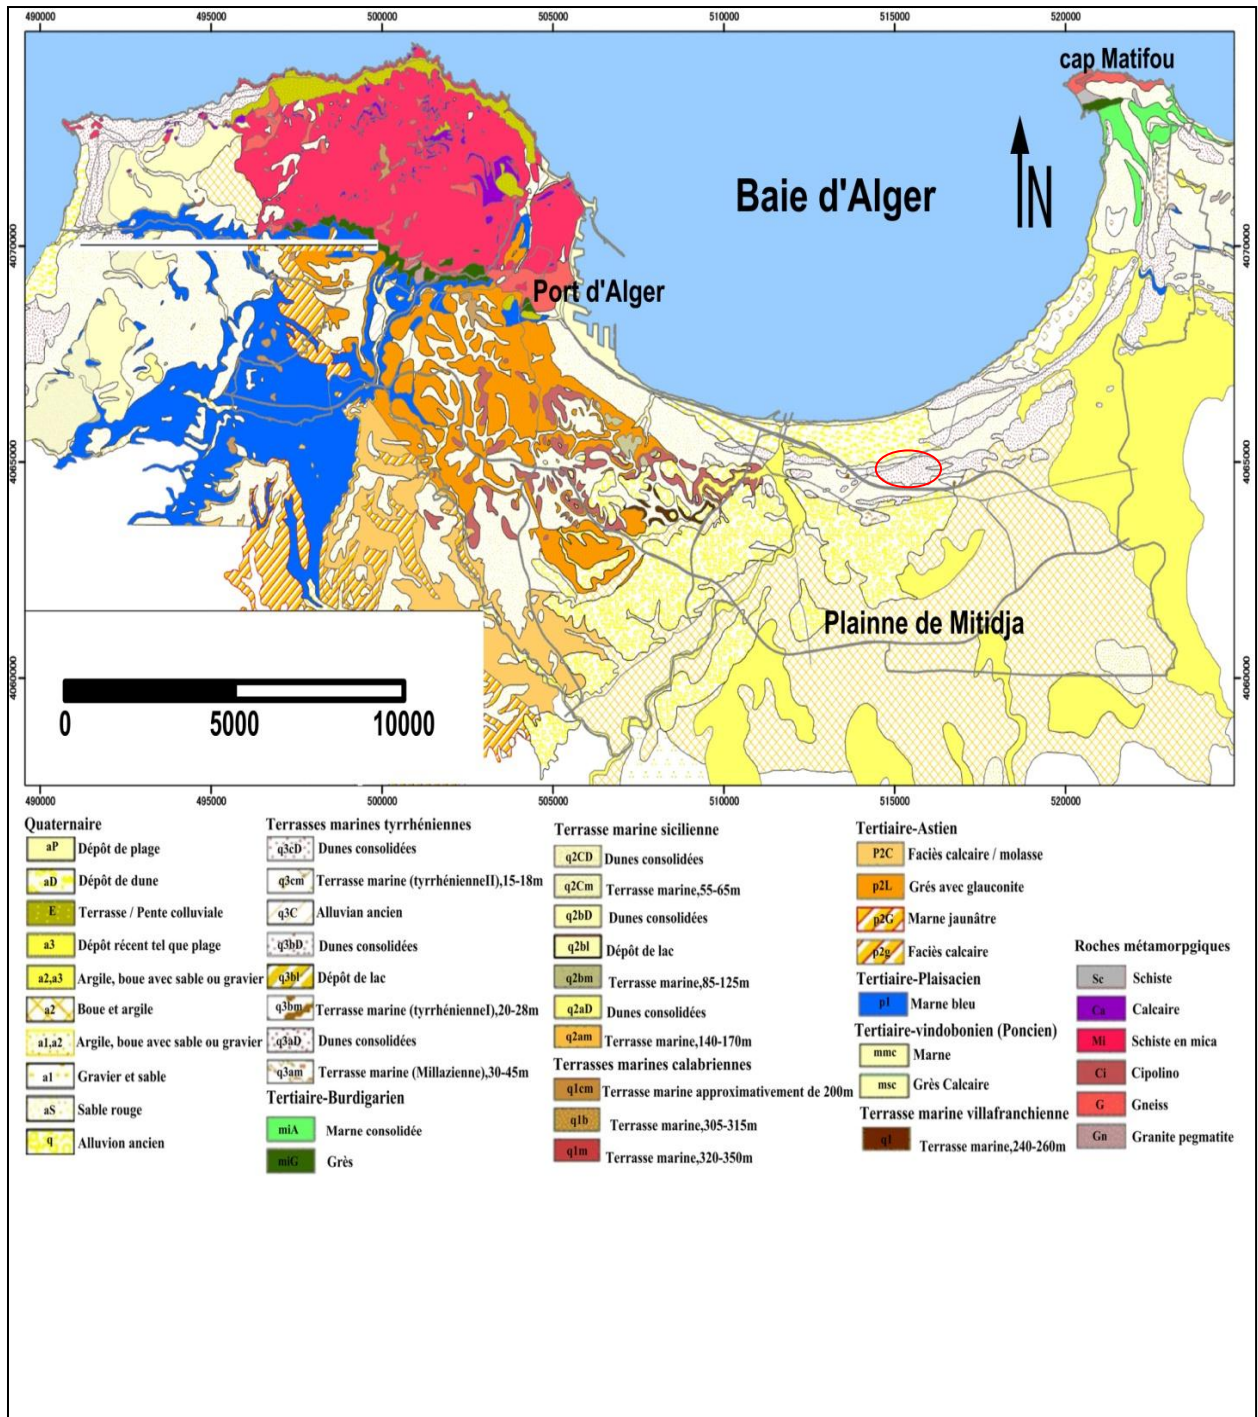 490000 495000 500000 505000 510000 515000 520000
cap Matifou
Baie d'Alger
N
4070000 4070000
Port d'Alger
4065000 4065000
Plainne de Mitidja
4060000 4060000
0 5000 10000
490000 495000 500000 505000 510000 515000 520000
Quaternaire
aP Dépôt de plage
aD Dépôt de dune
E Terrasse / Pente colluviale
a3 Dépôt récent tel que plage
a2,a3 Argile, boue avec sable ou gravier
a2 Boue et argile
a1,a2 Argile, boue avec sable ou gravier
a1 Gravier et sable
aS Sable rouge
q Alluvion ancien
Terrasses marines tyrrhéniennes
q3cD Dunes consolidées
q3cm Terrasse marine (tyrrhénienneII),15-18m
q3C Alluvian ancien
q3bD Dunes consolidées
q3bl Dépôt de lac
q3bm Terrasse marine (tyrrhénienneI),20-28m
q3aD Dunes consolidées
q3am Terrasse marine (Millazienne),30-45m
Tertiaire-Burdigarien
miA Marne consolidée
miG Grès
Terrasse marine sicilienne
q2CD Dunes consolidées
q2Cm Terrasse marine,55-65m
q2bD Dunes consolidées
q2bl Dépôt de lac
q2bm Terrasse marine,85-125m
q2aD Dunes consolidées
q2am Terrasse marine,140-170m
Terrasses marines calabriennes
q1cm Terrasse marine approximativement de 200m
q1b Terrasse marine,305-315m
q1m Terrasse marine,320-350m
Tertiaire-Astien
P2C Faciès calcaire / molasse
p2L Grés avec glauconite
p2G Marne jaunâtre
p2g Faciès calcaire
Tertiaire-Plaisacien
p1 Marne bleu
Tertiaire-vindobonien (Poncien)
mmc Marne
msc Grès Calcaire
Terrasse marine villafranchienne
q1 Terrasse marine,240-260m
Roches métamorpgiques
Sc Schiste
Ca Calcaire
Mi Schiste en mica
Ci Cipolino
G Gneiss
Gn Granite pegmatite